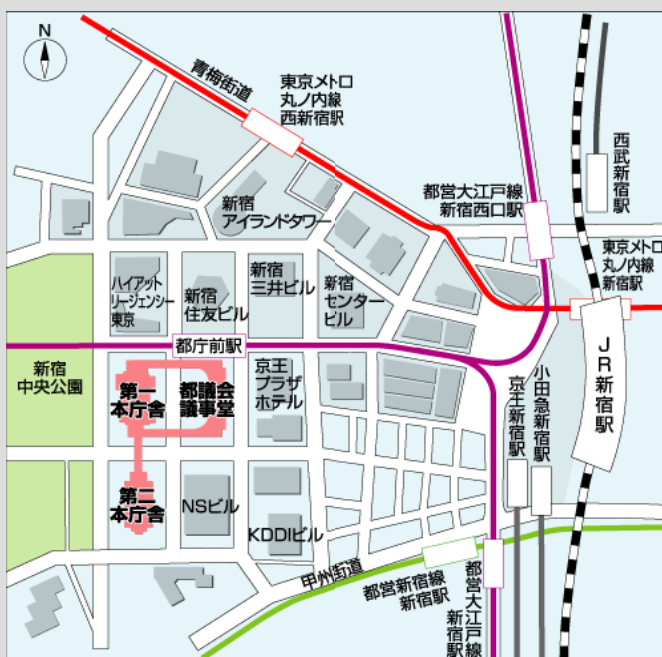 N
青梅街道
東京メトロ
丸ノ内線
西新宿駅
西武新宿駅
都営大江戸線
新宿西口駅
新宿
アイランドタワー
東京メトロ
丸ノ内線
新宿駅
ハイアット
リージェンシー
東京
新宿
住友ビル
新宿
三井ビル
新宿
センター
ビル
都庁前駅
JR新宿駅
新宿
中央公園
第一
本庁舎
都議会
議事堂
京王
プラザ
ホテル
小田急新宿駅
京王新宿駅
第二
本庁舎
NSビル
KDDIビル
甲州街道
都営新宿線
新宿駅
都営大江戸線
新宿駅